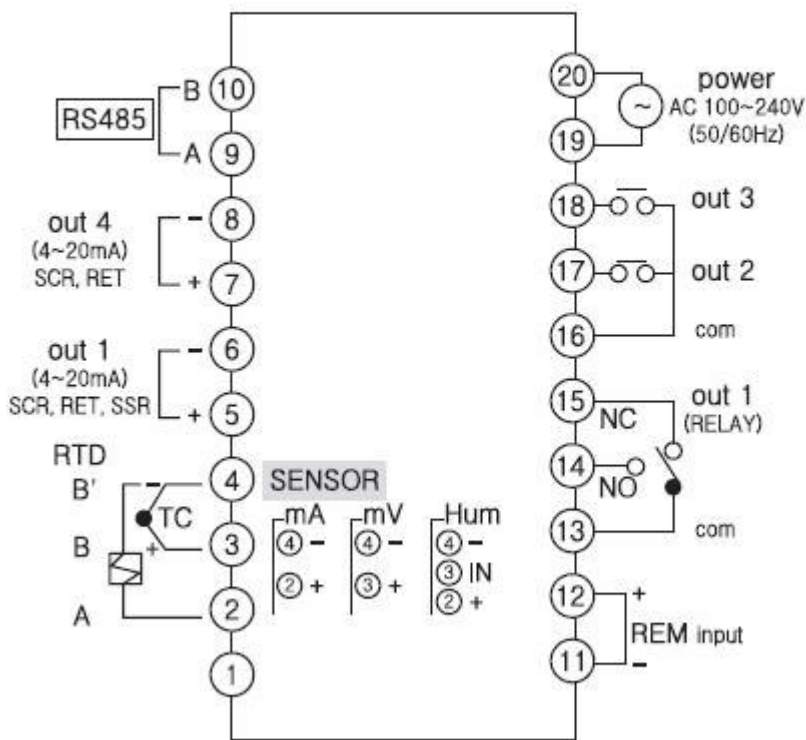 RS485
B 10
A 9
out 4
(4~20mA)
SCR, RET
- 8
+ 7
out 1
(4~20mA)
SCR, RET, SSR
- 6
+ 5
RTD
B' - 4
TC
B + 3
A 2
1
SENSOR
mA
4 -
2 +
mV
4 -
3 +
Hum
4 -
3 IN
2 +
20
19
~
power
AC 100~240V
(50/60Hz)
18 out 3
17 out 2
16 com
15 NC
out 1
(RELAY)
14 NO
13 com
12 +
REM input
11 -